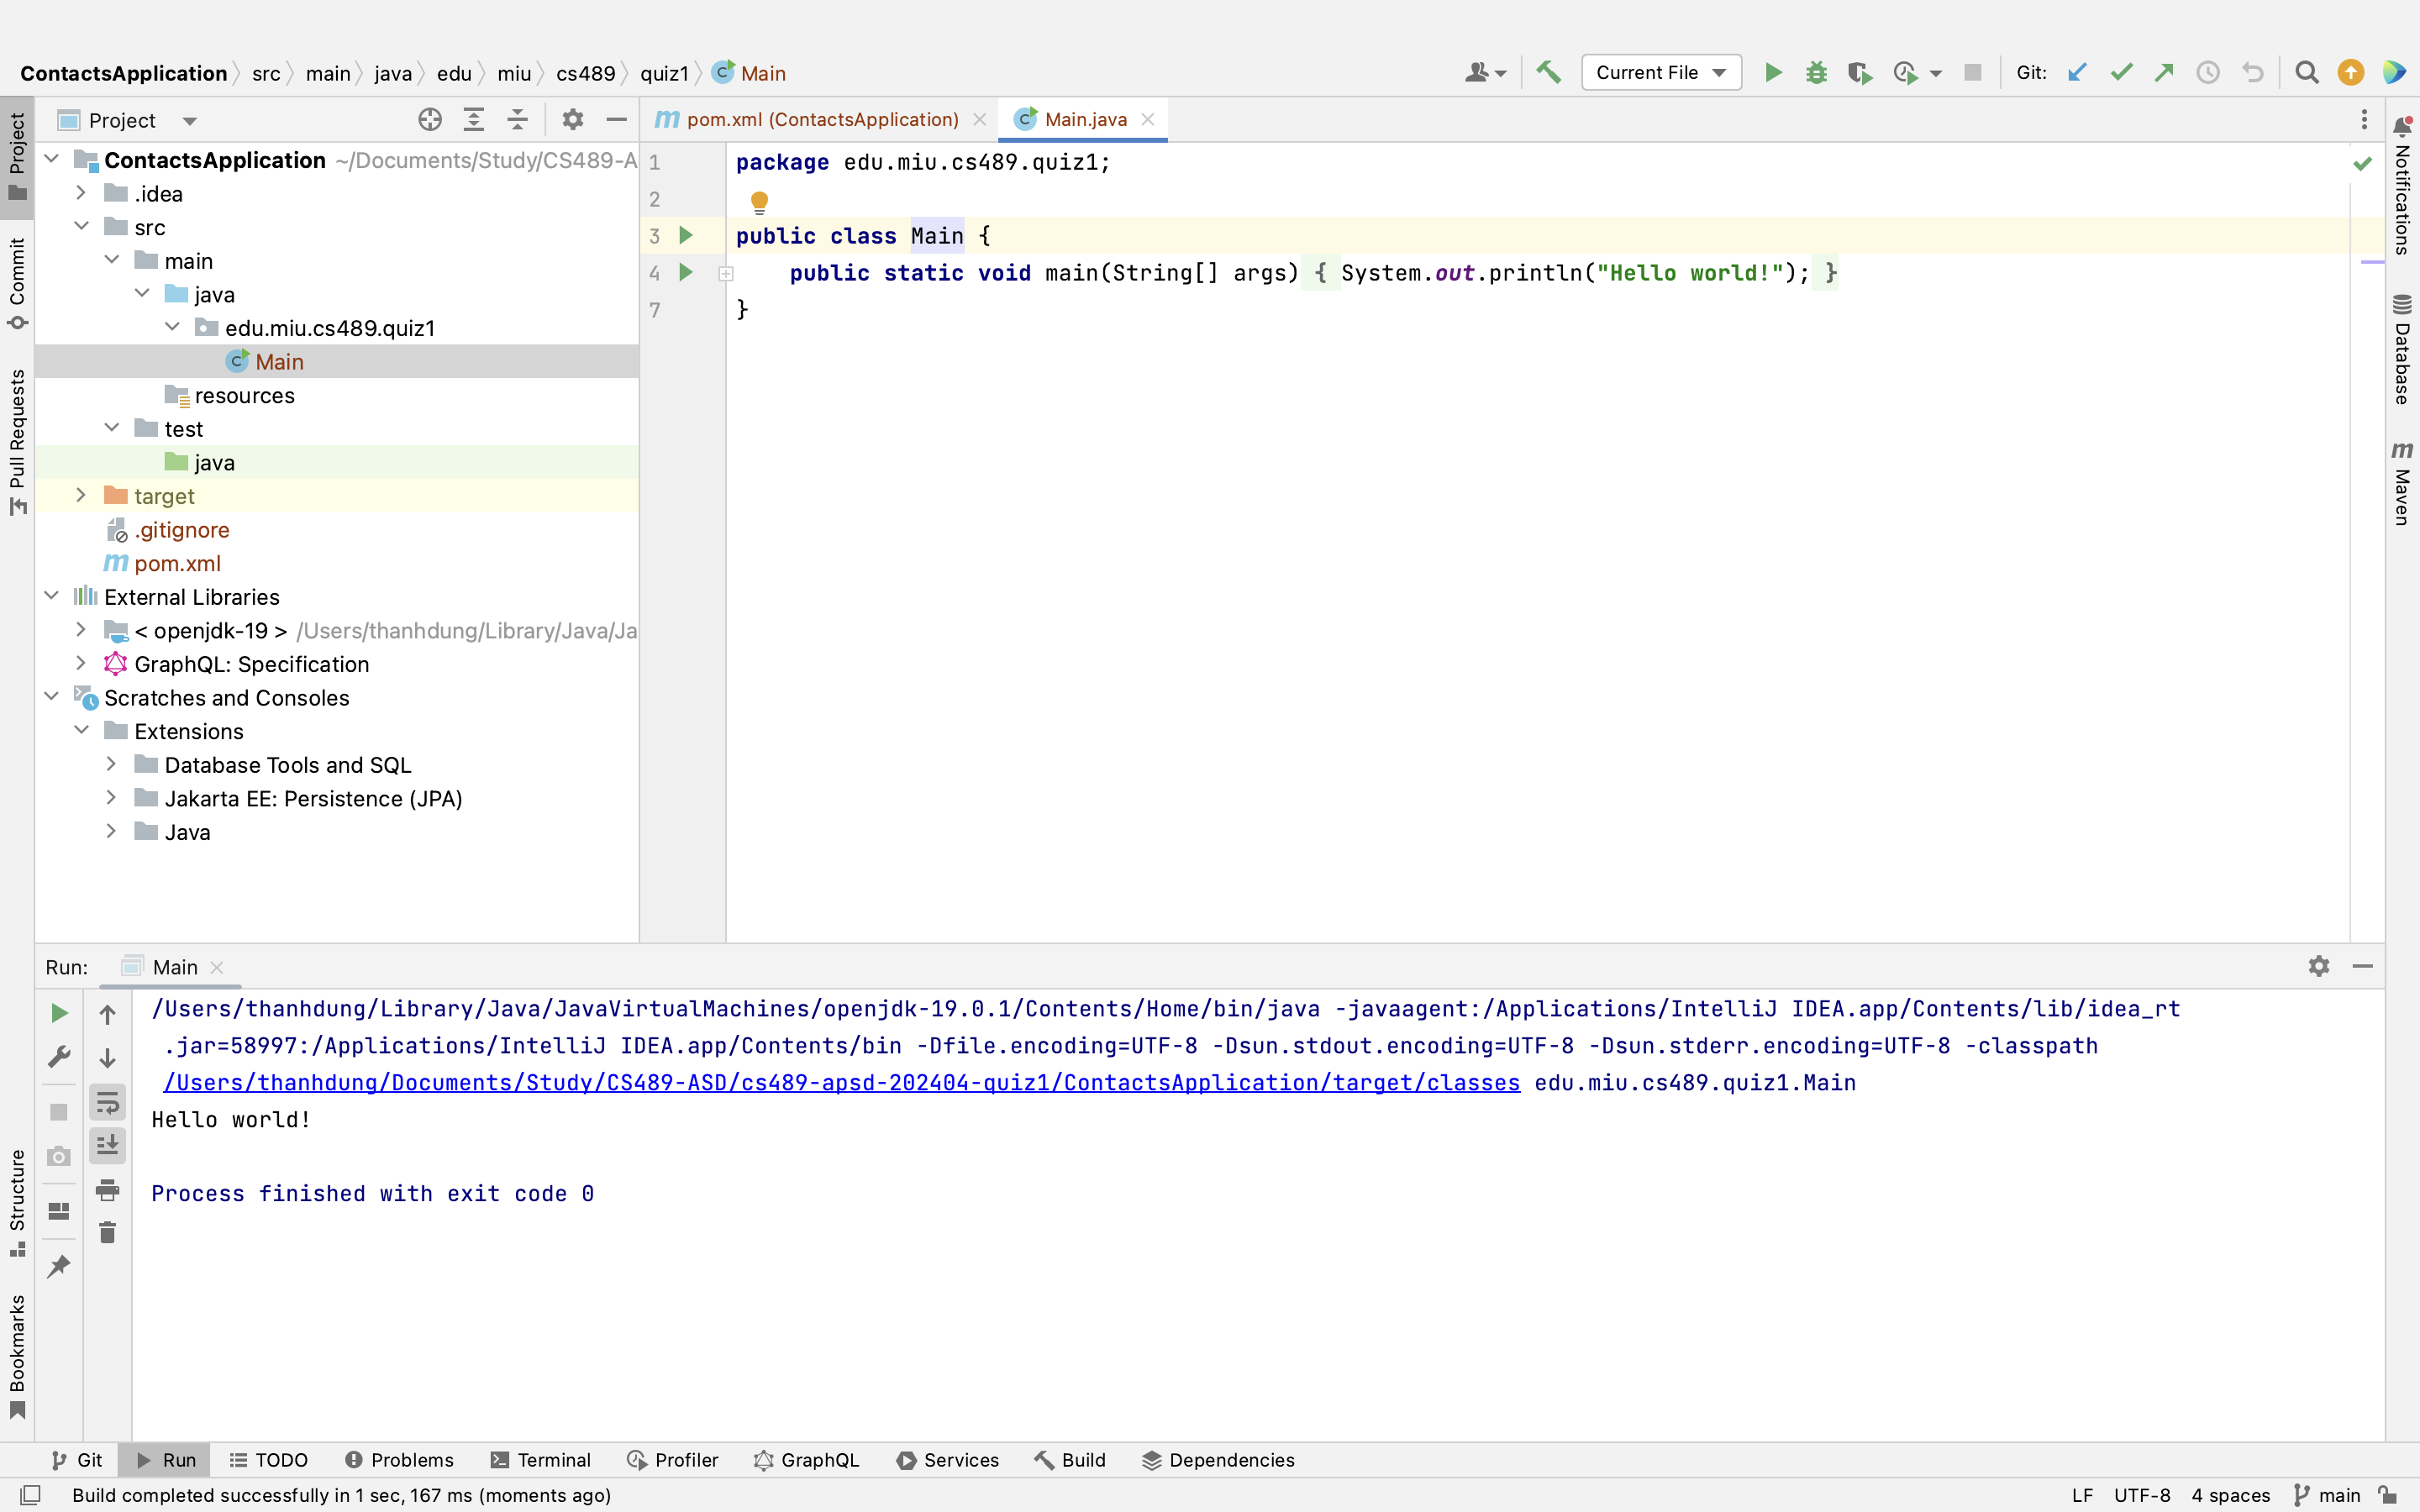 ContactsApplication src main java edu miu cs489 quiz1 Main
Current File
Git:
Project
pom.xml (ContactsApplication)
Main.java
Project
Commit
Pull Requests
Structure
Bookmarks
ContactsApplication ~/Documents/Study/CS489-A
.idea
src
main
java
edu.miu.cs489.quiz1
Main
resources
test
java
target
.gitignore
pom.xml
External Libraries
< openjdk-19 > /Users/thanhdung/Library/Java/Ja
GraphQL: Specification
Scratches and Consoles
Extensions
Database Tools and SQL
Jakarta EE: Persistence (JPA)
Java
1 package edu.miu.cs489.quiz1;
2
3 public class Main {
4 public static void main(String[] args) { System.out.println("Hello world!"); }
7 }
Notifications
Database
Maven
Run: Main
/Users/thanhdung/Library/Java/JavaVirtualMachines/openjdk-19.0.1/Contents/Home/bin/java -javaagent:/Applications/IntelliJ IDEA.app/Contents/lib/idea_rt
.jar=58997:/Applications/IntelliJ IDEA.app/Contents/bin -Dfile.encoding=UTF-8 -Dsun.stdout.encoding=UTF-8 -Dsun.stderr.encoding=UTF-8 -classpath
/Users/thanhdung/Documents/Study/CS489-ASD/cs489-apsd-202404-quiz1/ContactsApplication/target/classes edu.miu.cs489.quiz1.Main
Hello world!
Process finished with exit code 0
Git Run TODO Problems Terminal Profiler GraphQL Services Build Dependencies
Build completed successfully in 1 sec, 167 ms (moments ago)
LF UTF-8 4 spaces main